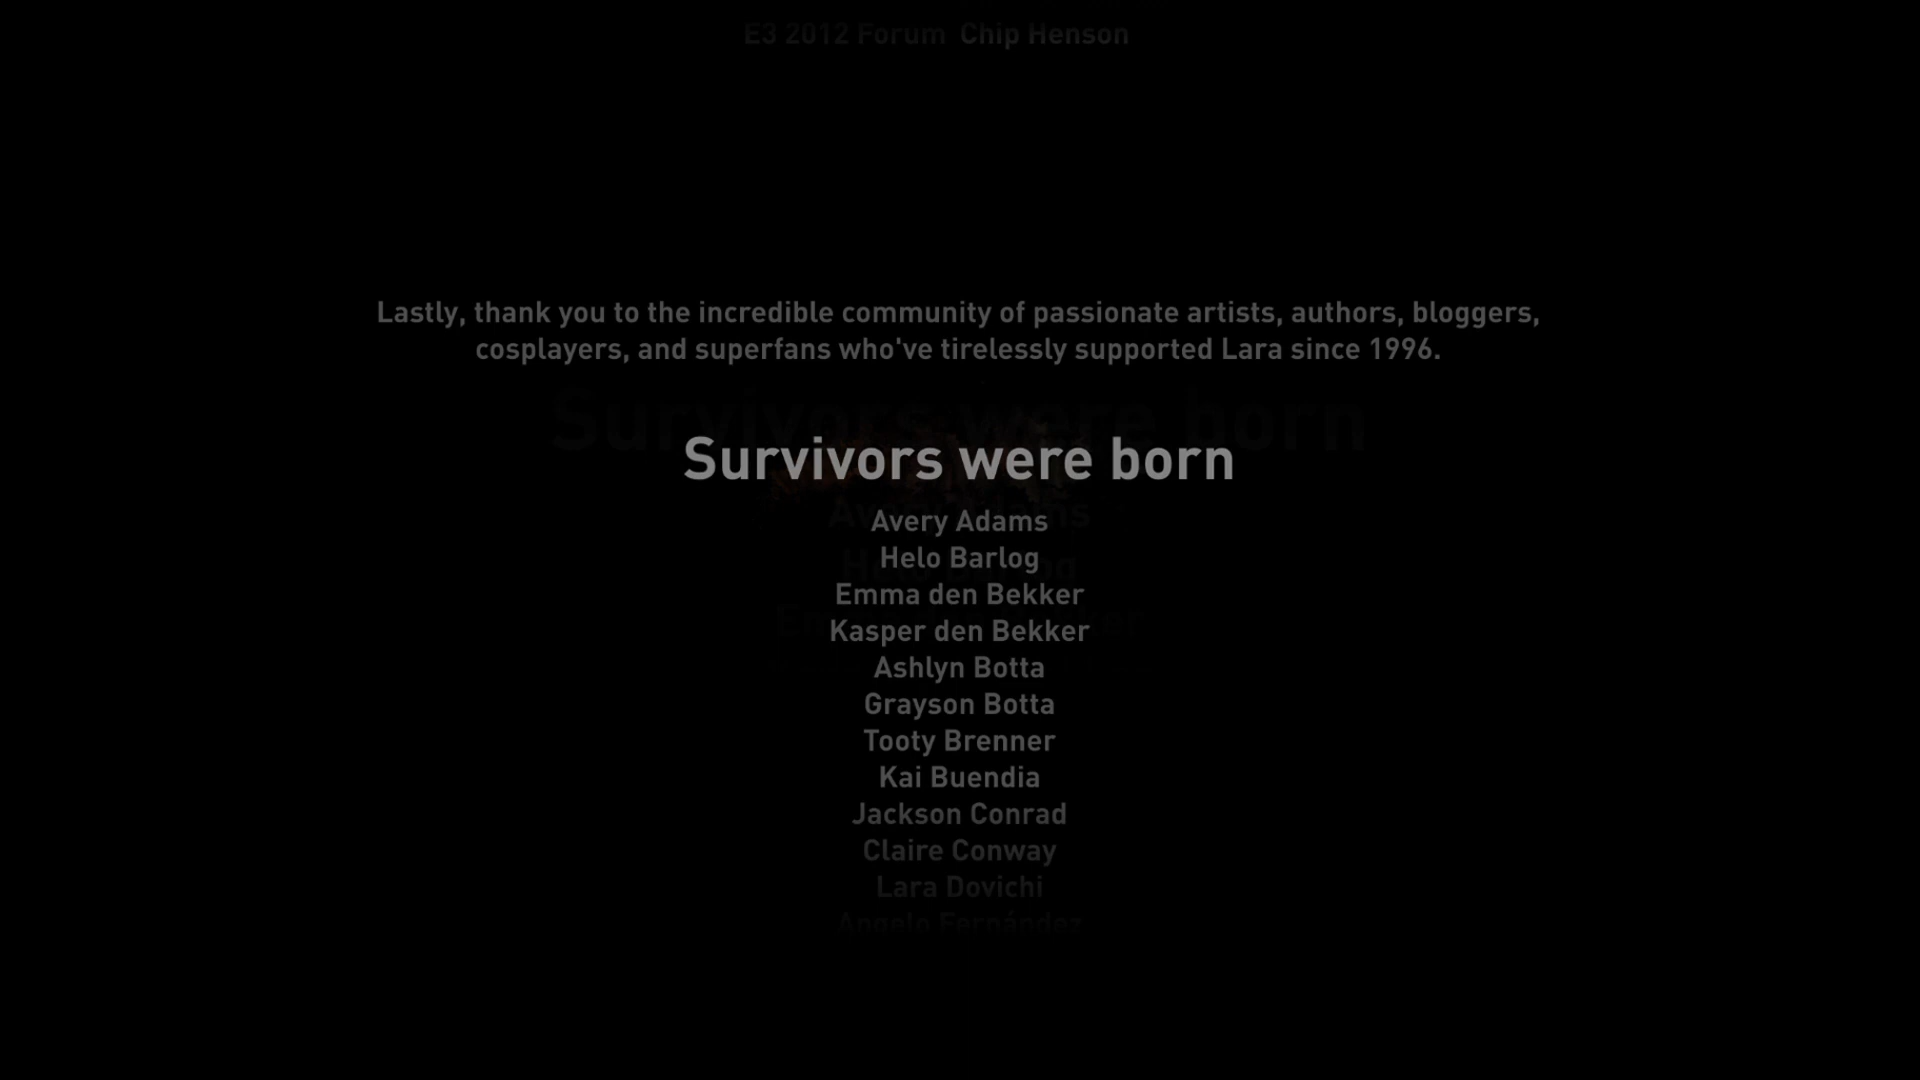 E3 2012 Forum Chip Henson
Lastly, thank you to the incredible community of passionate artists, authors, bloggers,
cosplayers, and superfans who've tirelessly supported Lara since 1996.
Survivors were born
Avery Adams
Helo Barlog
Emma den Bekker
Kasper den Bekker
Ashlyn Botta
Grayson Botta
Tooty Brenner
Kai Buendia
Jackson Conrad
Claire Conway
Lara Dovichi
Angelo Fernández